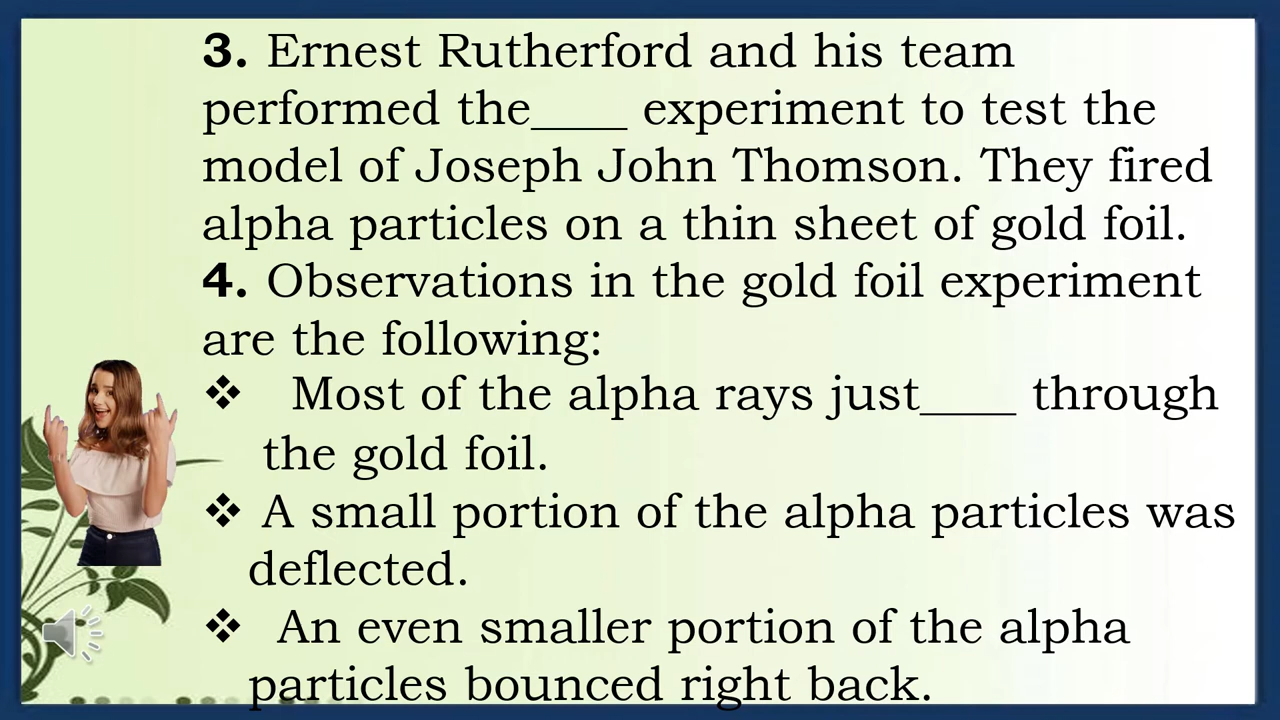 3. Ernest Rutherford and his team
performed the____ experiment to test the
model of Joseph John Thomson. They fired
alpha particles on a thin sheet of gold foil.
4. Observations in the gold foil experiment
are the following:
❖ Most of the alpha rays just____ through
the gold foil.
❖ A small portion of the alpha particles was
deflected.
❖ An even smaller portion of the alpha
particles bounced right back.